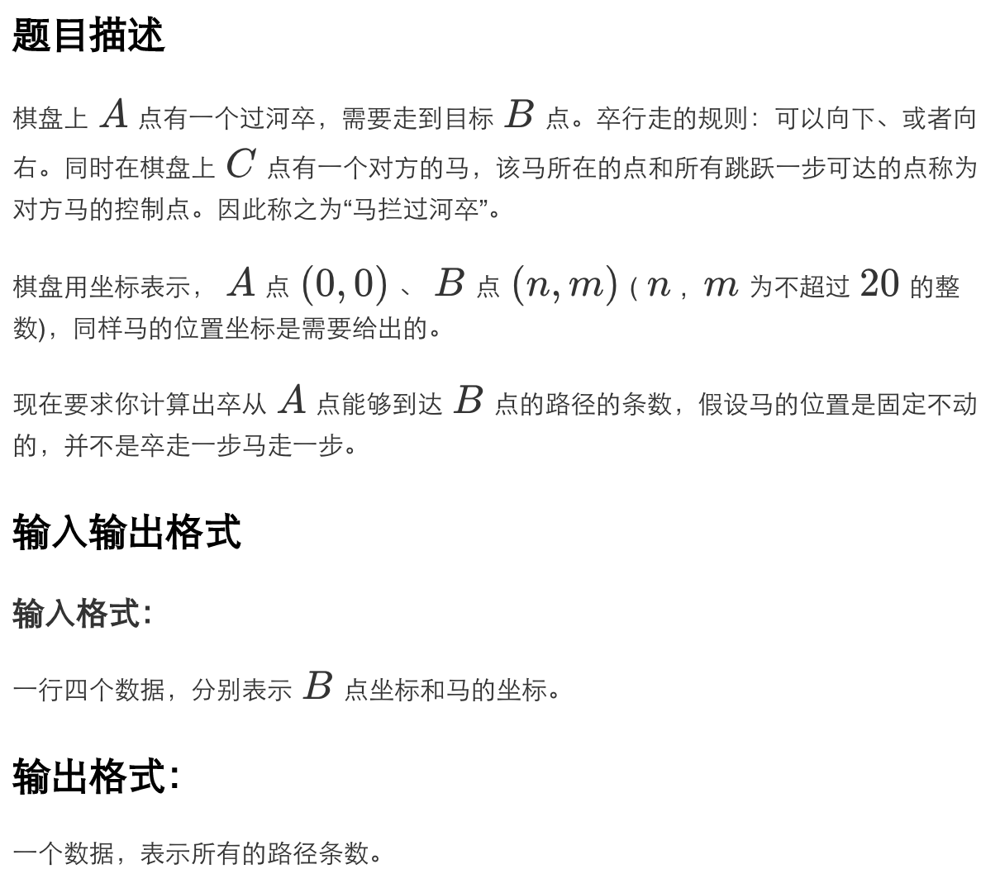 题目描述
棋盘上 A 点有一个过河卒，需要走到目标 B 点。卒行走的规则：可以向下、或者向
右。同时在棋盘上 C 点有一个对方的马，该马所在的点和所有跳跃一步可达的点称为
对方马的控制点。因此称之为“马拦过河卒”。
棋盘用坐标表示， A 点 (0, 0) 、 B 点 (n, m) ( n , m 为不超过 20 的整
数)，同样马的位置坐标是需要给出的。
现在要求你计算出卒从 A 点能够到达 B 点的路径的条数，假设马的位置是固定不动
的，并不是卒走一步马走一步。
输入输出格式
输入格式：
一行四个数据，分别表示 B 点坐标和马的坐标。
输出格式：
一个数据，表示所有的路径条数。